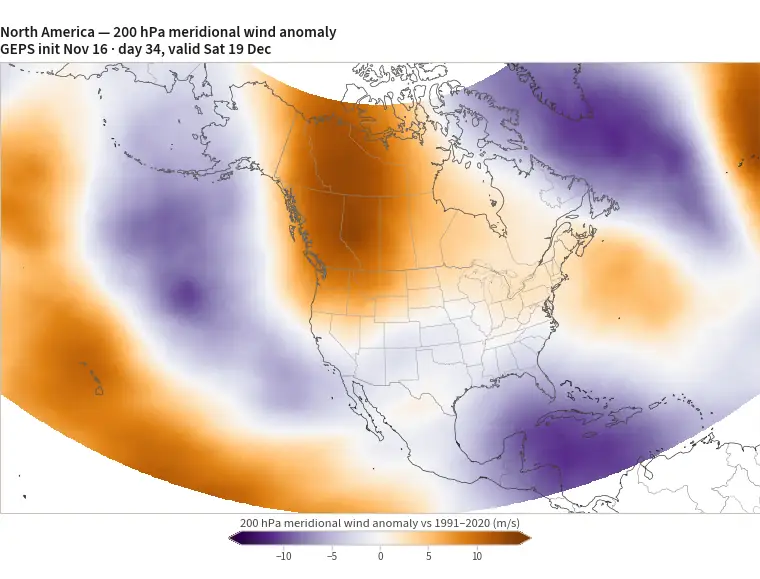 North America — 200 hPa meridional wind anomaly
GEPS init Nov 16 · day 34, valid Sat 19 Dec
200 hPa meridional wind anomaly vs 1991–2020 (m/s)
−10 −5 0 5 10